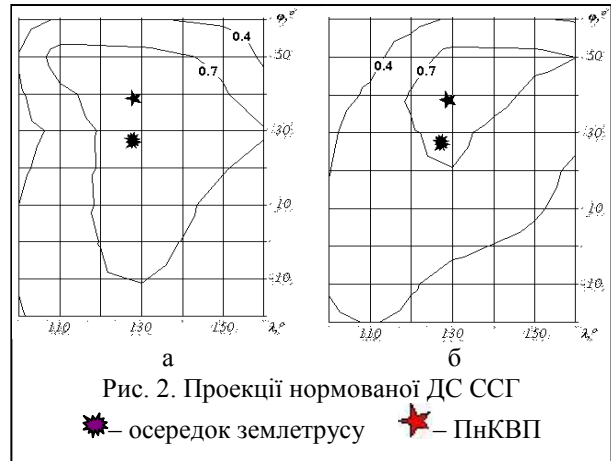 φ,°
0.4
50
0.7
30
10
-10
110
130
150
λ,°
φ,°
0.4
50
0.7
30
10
-10
110
130
150
λ,°
а
б
Рис. 2. Проекції нормованої ДС ССГ
– осередок землетрусу – ПнКВП